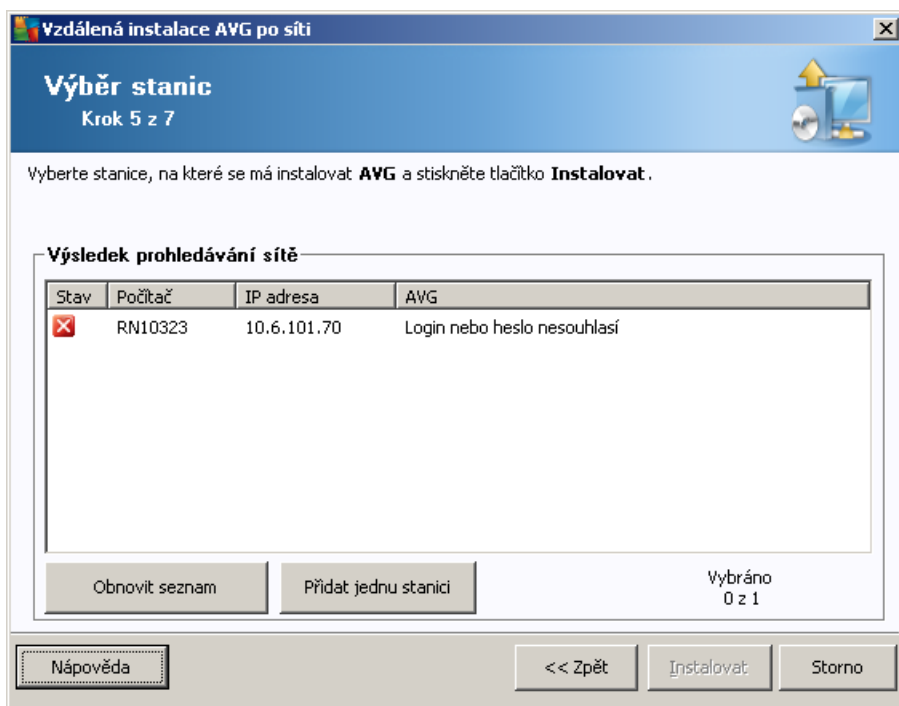 Vzdálená instalace AVG po síti
Výběr stanic
Krok 5 z 7
Vyberte stanice, na které se má instalovat AVG a stiskněte tlačítko Instalovat.
Výsledek prohledávání sítě
Stav Počítač IP adresa AVG
RN10323 10.6.101.70 Login nebo heslo nesouhlasí
Obnovit seznam Přidat jednu stanici Vybráno
0 z 1
Nápověda << Zpět Instalovat Storno